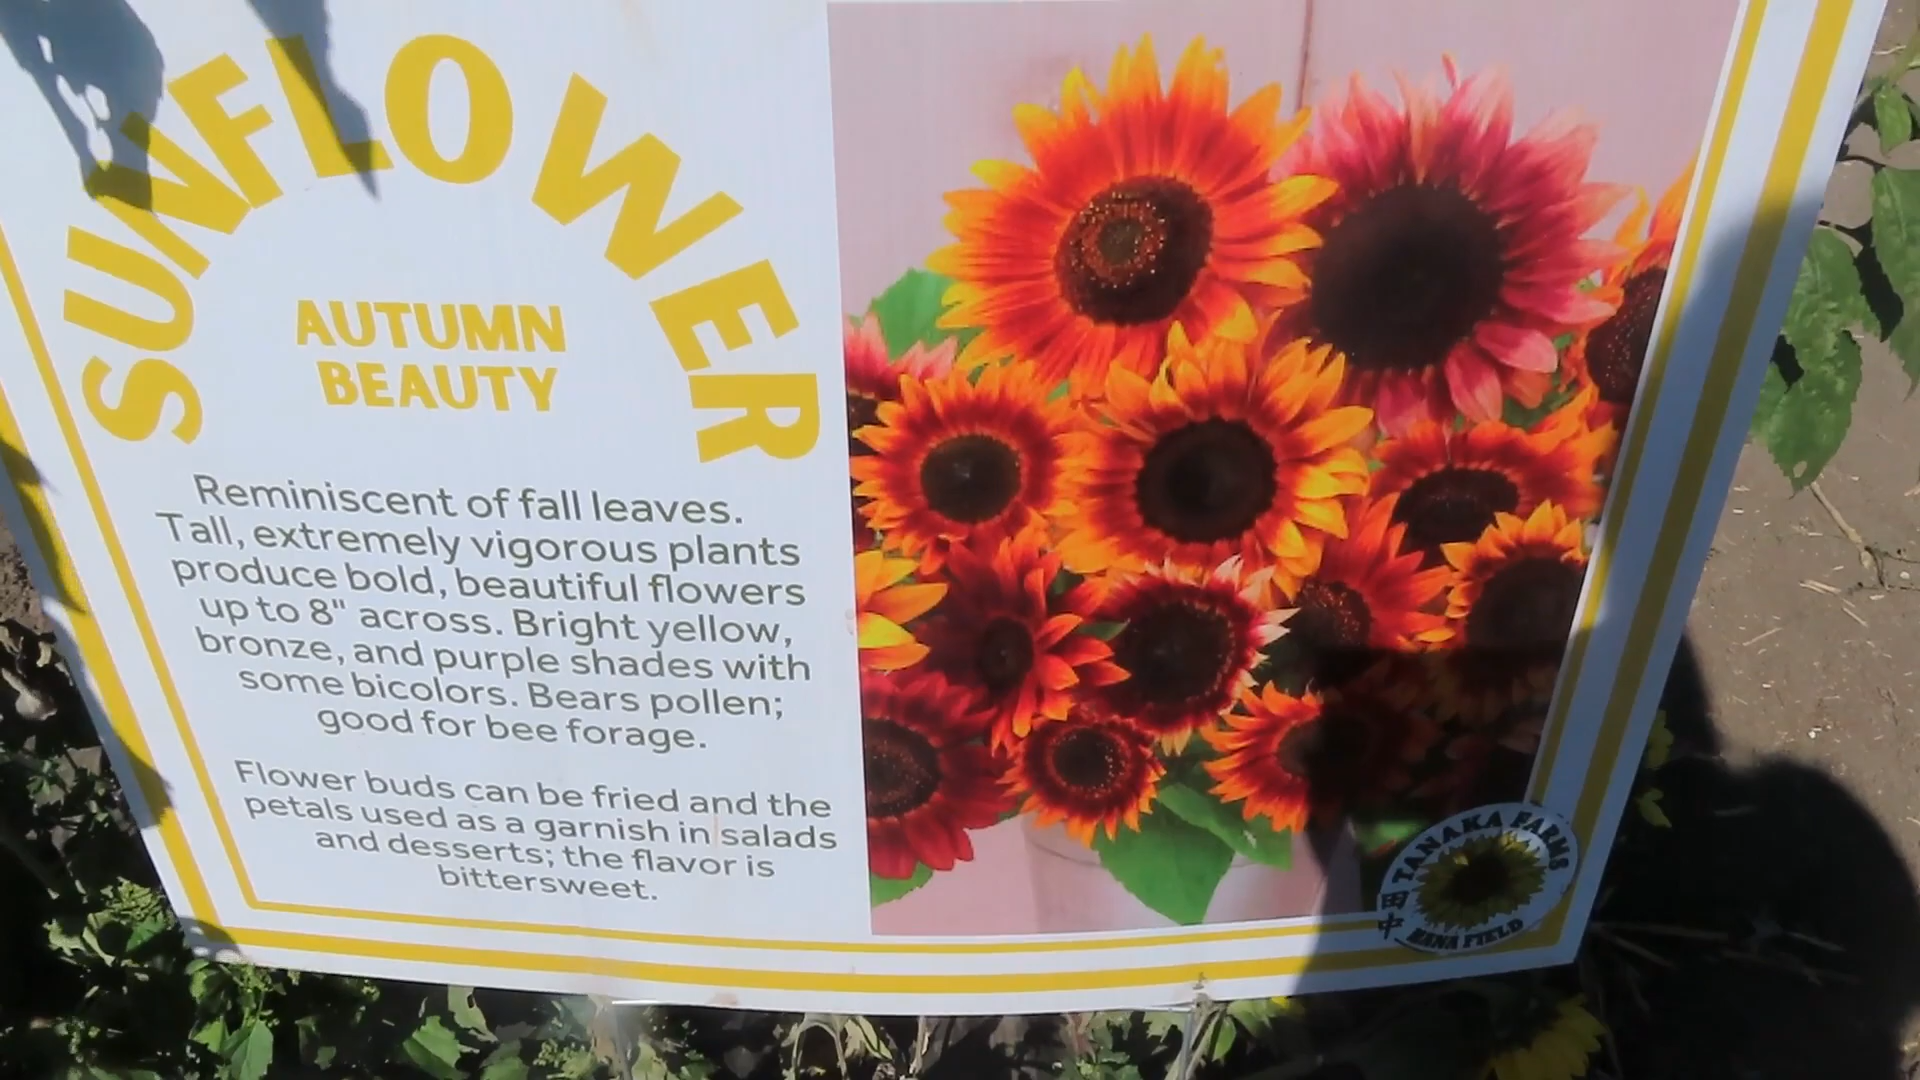 SUNFLOWER
AUTUMN
BEAUTY
Reminiscent of fall leaves.
Tall, extremely vigorous plants
produce bold, beautiful flowers
up to 8" across. Bright yellow,
bronze, and purple shades with
some bicolors. Bears pollen;
good for bee forage.
Flower buds can be fried and the
petals used as a garnish in salads
and desserts; the flavor is
bittersweet.
TANAKA FARMS
田中
HANA FIELD